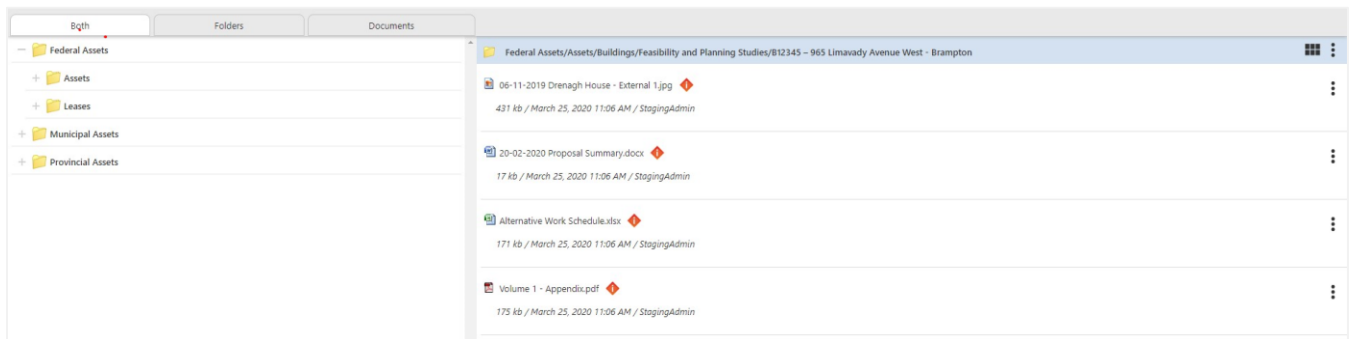 Both
Folders
Documents
Federal Assets
Assets
Leases
Municipal Assets
Provincial Assets
Federal Assets/Assets/Buildings/Feasibility and Planning Studies/B12345 – 965 Limavady Avenue West - Brampton
06-11-2019 Drenagh House - External 1.jpg
431 kb / March 25, 2020 11:06 AM / StagingAdmin
20-02-2020 Proposal Summary.docx
17 kb / March 25, 2020 11:06 AM / StagingAdmin
Alternative Work Schedule.xlsx
171 kb / March 25, 2020 11:06 AM / StagingAdmin
Volume 1 - Appendix.pdf
175 kb / March 25, 2020 11:06 AM / StagingAdmin